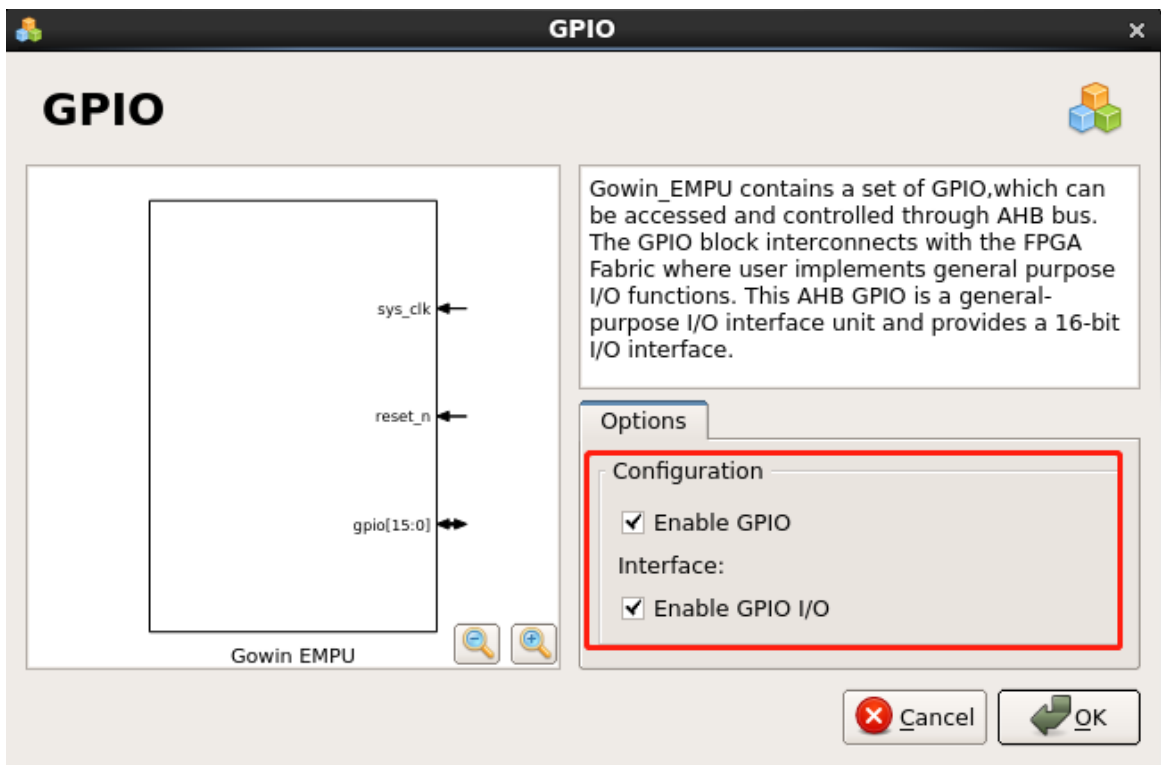 GPIO
GPIO
sys_clk
reset_n
gpio[15:0]
Gowin EMPU
Gowin_EMPU contains a set of GPIO,which can
be accessed and controlled through AHB bus.
The GPIO block interconnects with the FPGA
Fabric where user implements general purpose
I/O functions. This AHB GPIO is a general-
purpose I/O interface unit and provides a 16-bit
I/O interface.
Options
Configuration
Enable GPIO
Interface:
Enable GPIO I/O
Cancel
OK